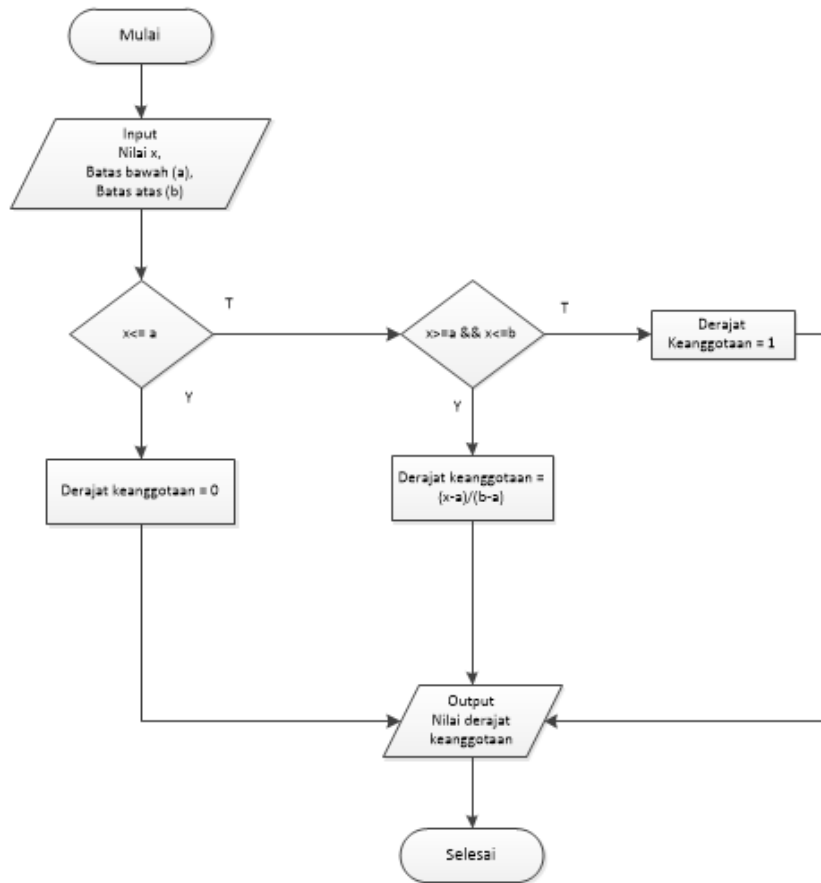 Mulai
Input
Nilai x,
Batas bawah (a),
Batas atas (b)
x<= a
T
x>=a && x<=b
T
Derajat
Keanggotaan = 1
Y
Y
Derajat keanggotaan = 0
Derajat keanggotaan =
(x-a)/(b-a)
Output
Nilai derajat
keanggotaan
Selesai